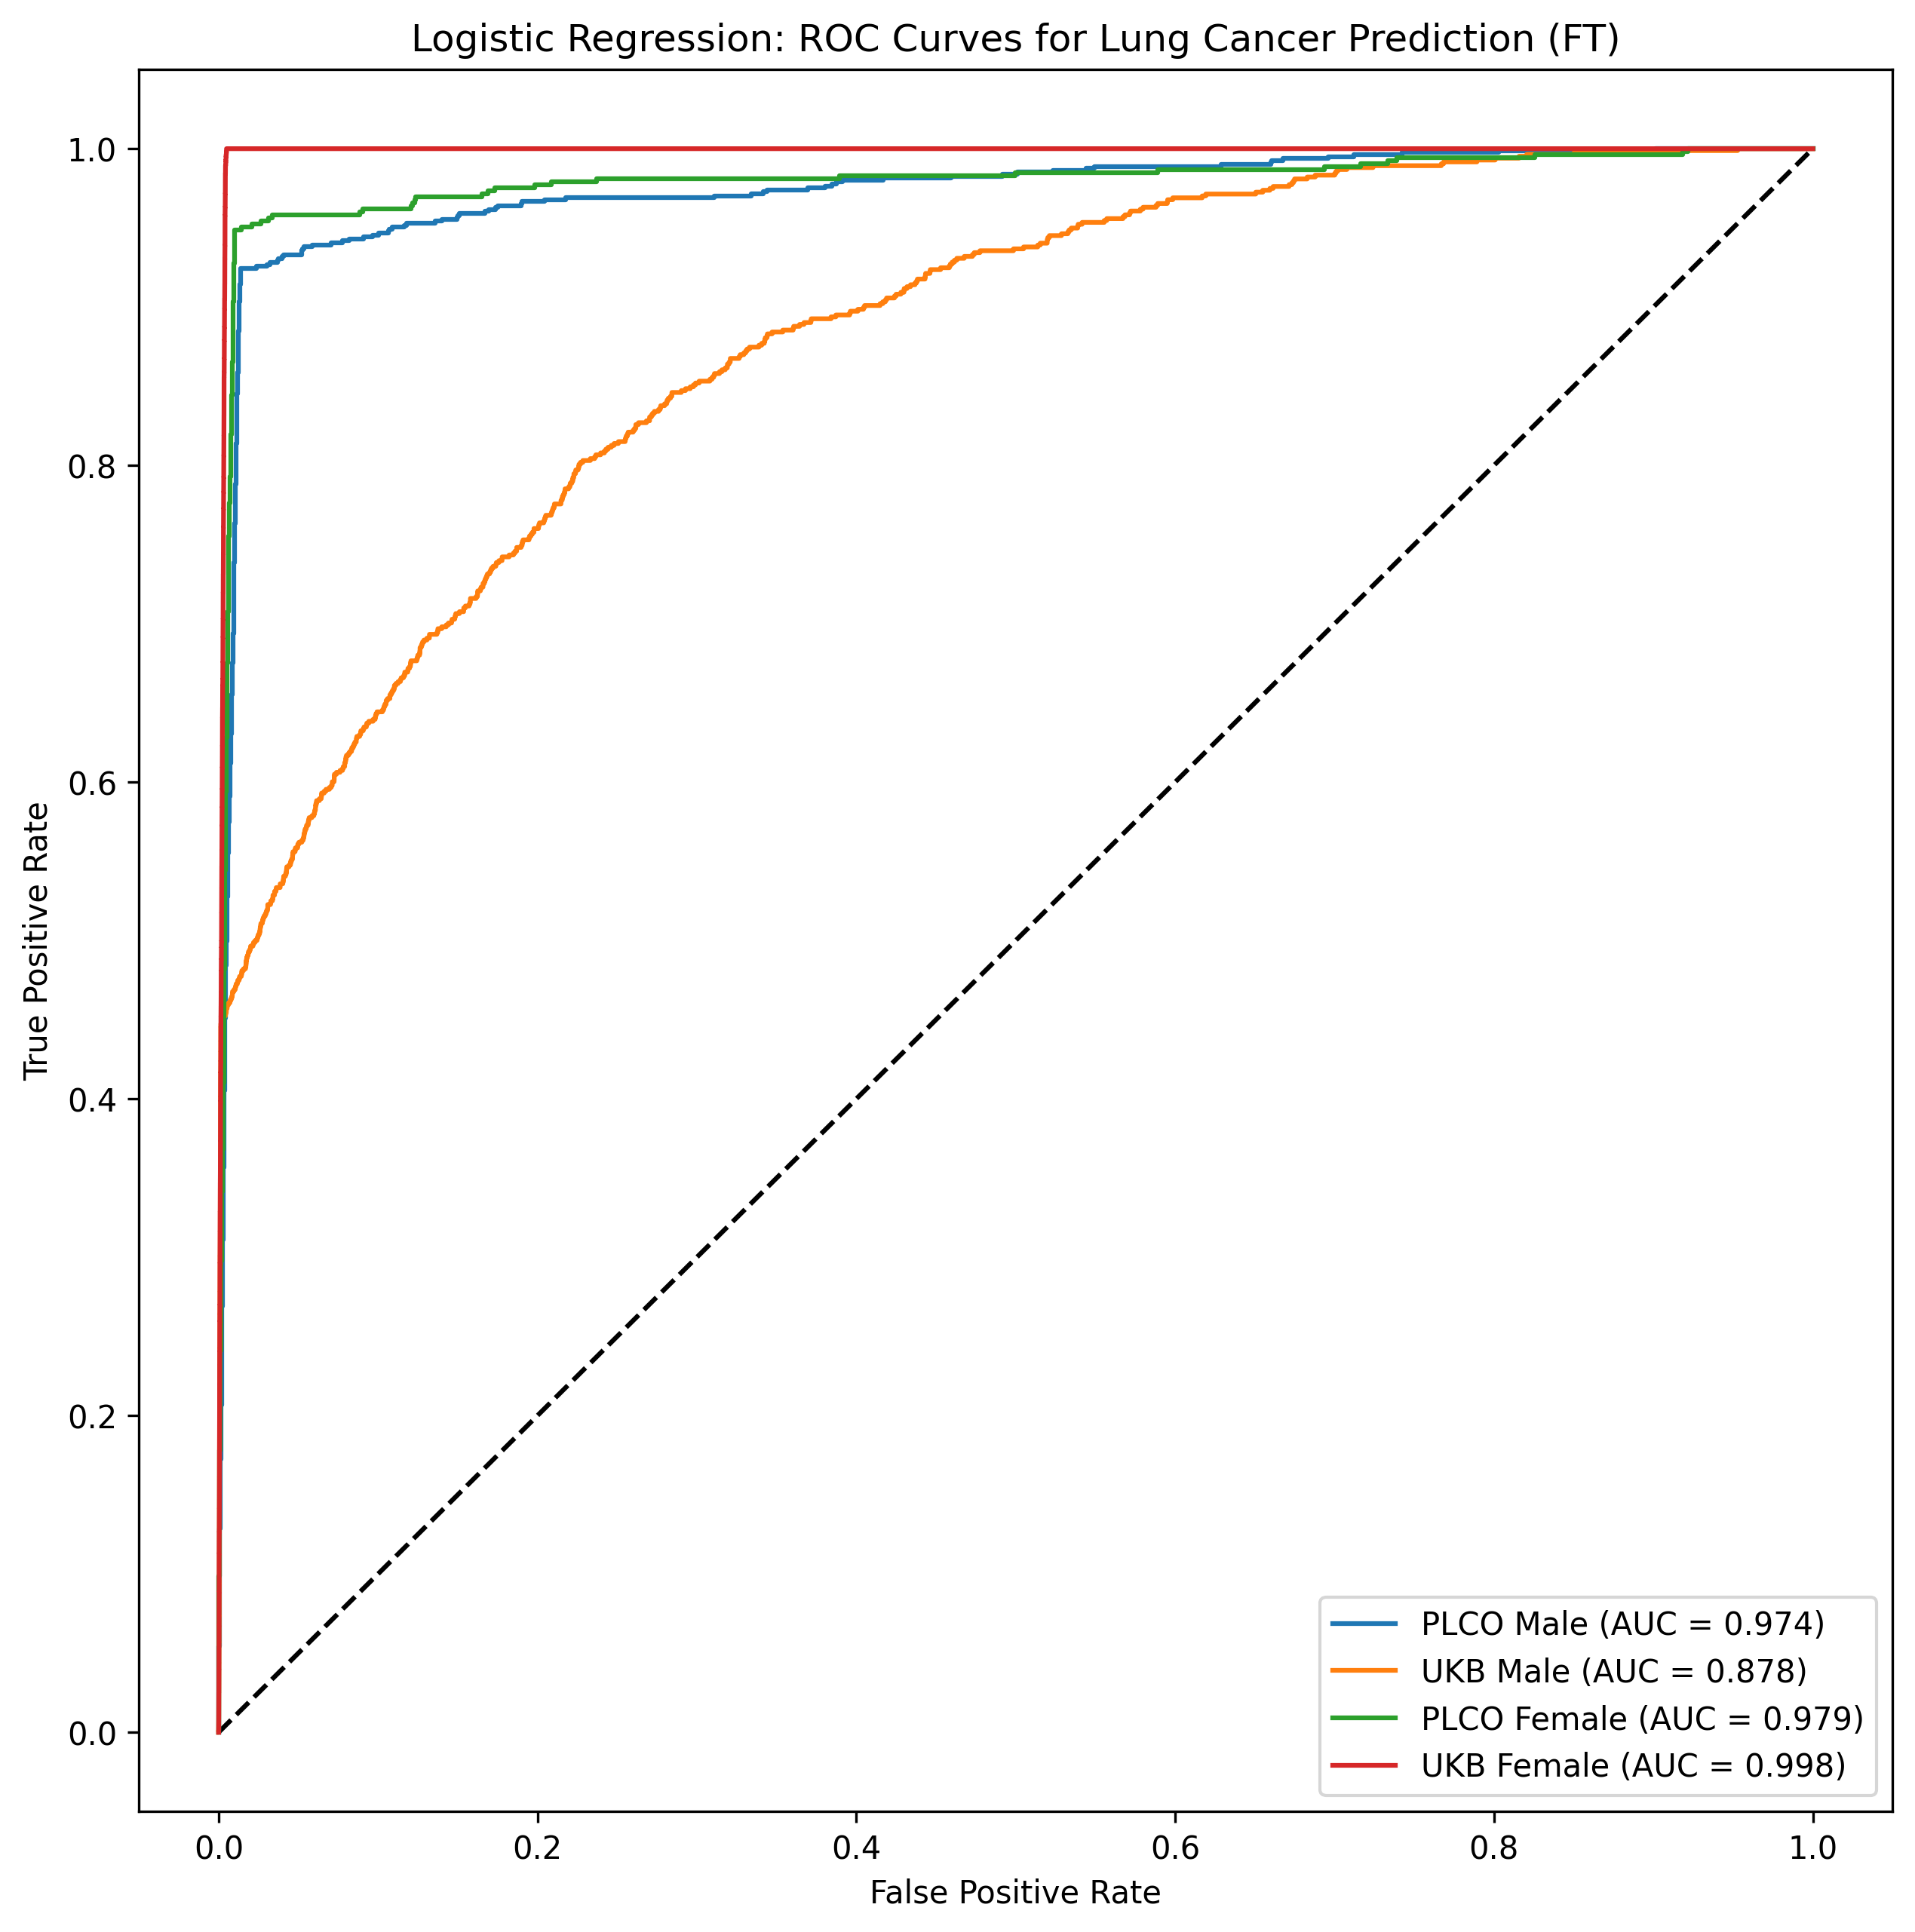 Logistic Regression: ROC Curves for Lung Cancer Prediction (FT)
True Positive Rate
1.0
0.8
0.6
0.4
0.2
0.0
0.0 0.2 0.4 0.6 0.8 1.0
False Positive Rate
PLCO Male (AUC = 0.974)
UKB Male (AUC = 0.878)
PLCO Female (AUC = 0.979)
UKB Female (AUC = 0.998)